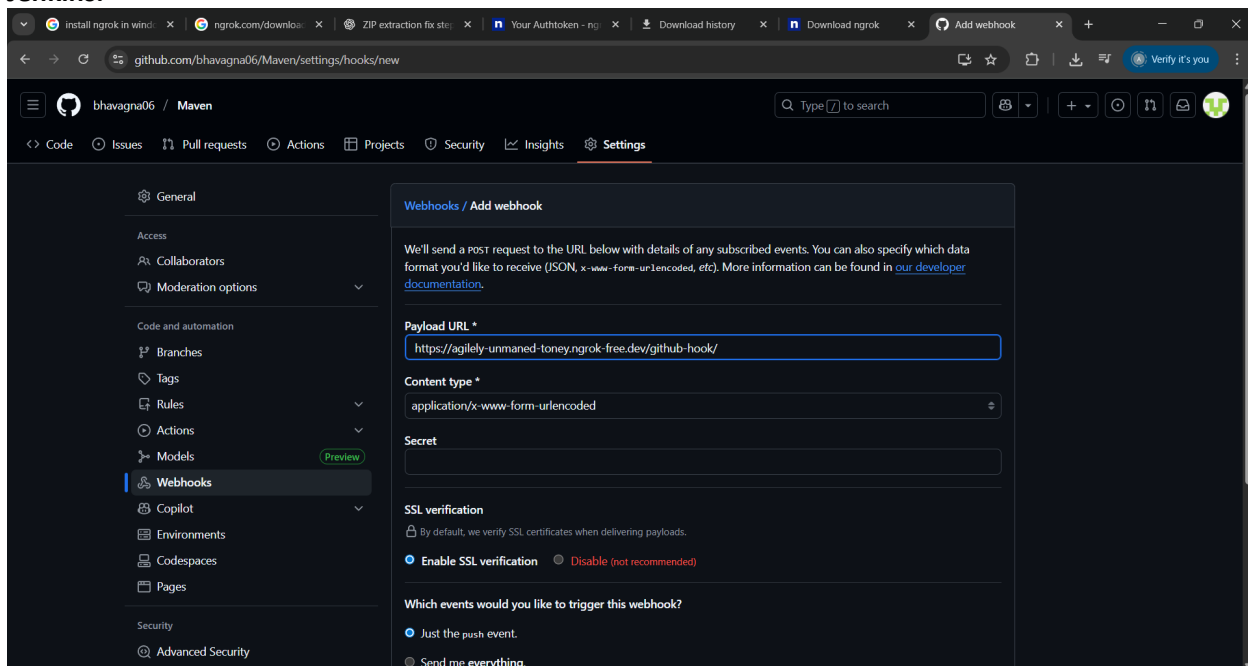 Jenkins.
install ngrok in windo
ngrok.com/downloa
ZIP extraction fix step
Your Authtoken - ng
Download history
Download ngrok
Add webhook
github.com/bhavagna06/Maven/settings/hooks/new
Verify it's you
bhavagna06 / Maven
Type / to search
Code
Issues
Pull requests
Actions
Projects
Security
Insights
Settings
General
Access
Collaborators
Moderation options
Code and automation
Branches
Tags
Rules
Actions
Models Preview
Webhooks
Copilot
Environments
Codespaces
Pages
Security
Advanced Security
Webhooks / Add webhook
We'll send a POST request to the URL below with details of any subscribed events. You can also specify which data
format you'd like to receive (JSON, x-www-form-urlencoded, etc). More information can be found in our developer
documentation.
Payload URL *
https://agilely-unmaned-toney.ngrok-free.dev/github-hook/
Content type *
application/x-www-form-urlencoded
Secret
SSL verification
By default, we verify SSL certificates when delivering payloads.
Enable SSL verification Disable (not recommended)
Which events would you like to trigger this webhook?
Just the push event.
Send me everything.